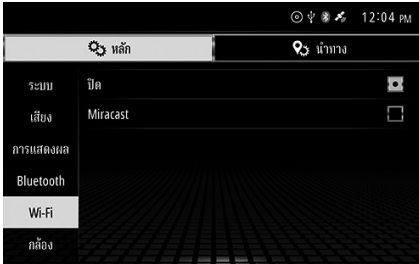 12:04 PM
หลัก
นำทาง
ระบบ
ปิด
เสียง
Miracast
การแสดงผล
Bluetooth
Wi-Fi
กล้อง